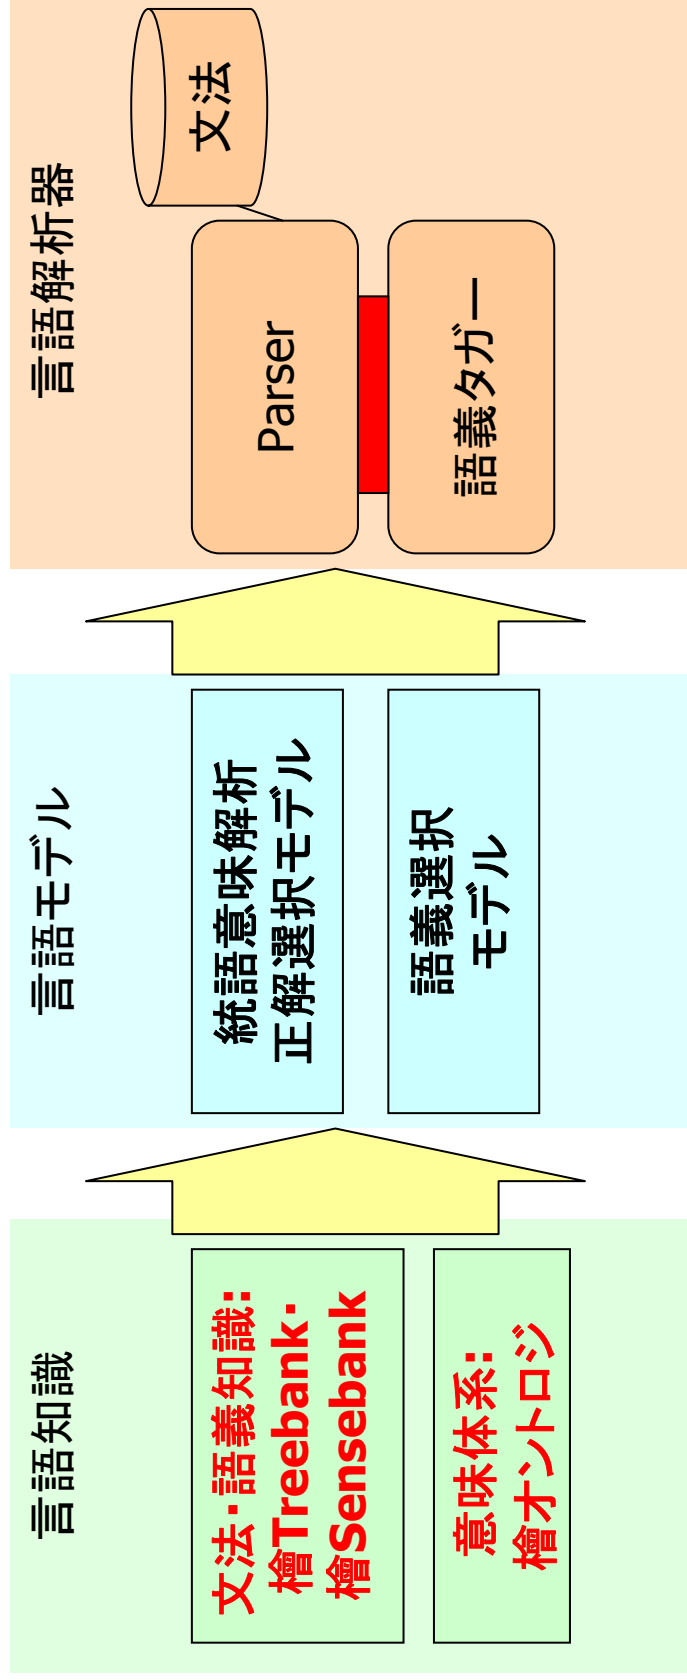 言語知識
文法・語義知識:
檜Treebank・
檜Sensebank
意味体系:
檜オントロジ
言語モデル
統語意味解析
正解選択モデル
語義選択
モデル
言語解析器
文法
Parser
語義タガー